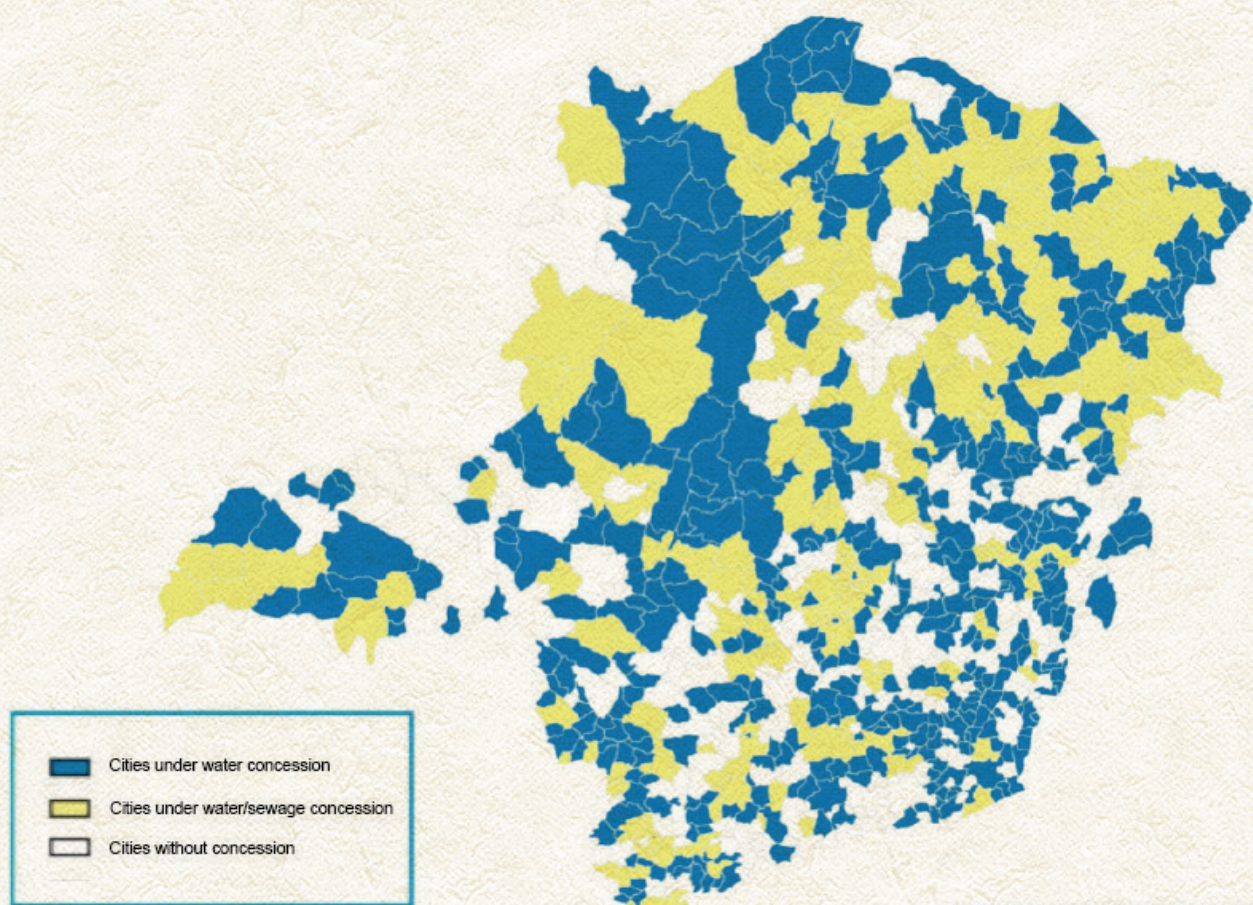 Cities under water concession
Cities under water/sewage concession
Cities without concession